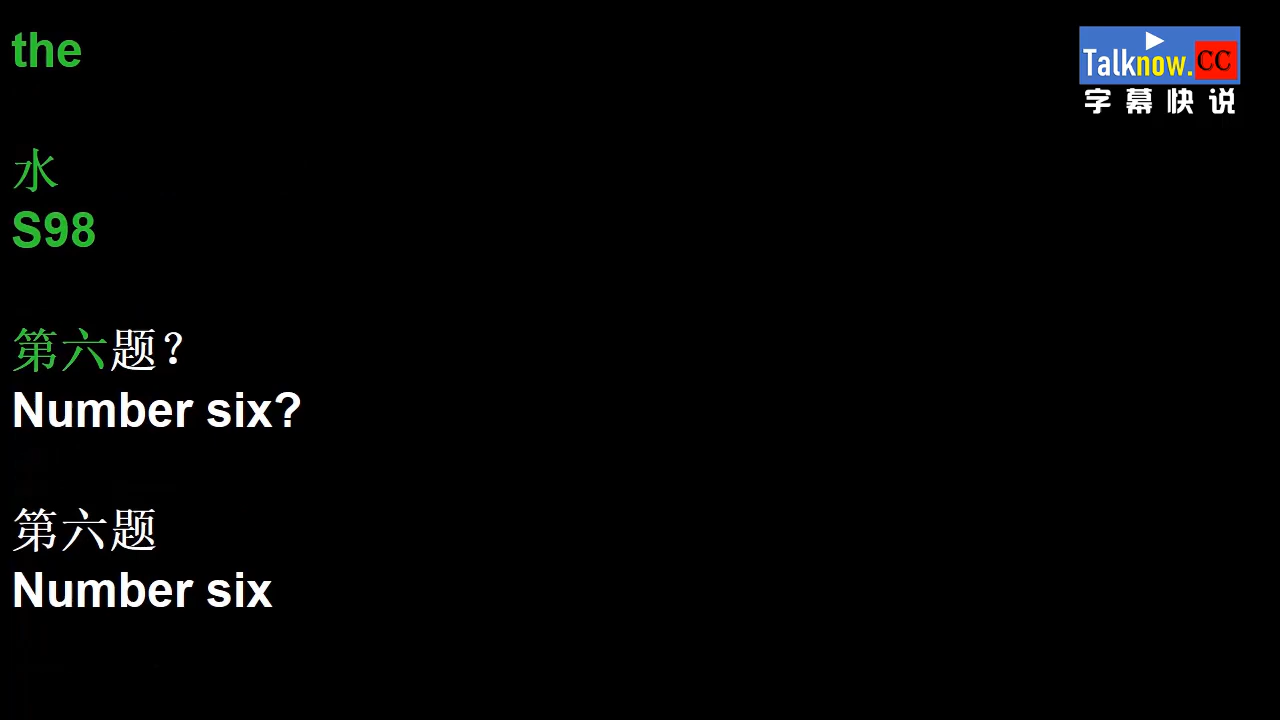 the
Talknow.CC
字幕快说
水
S98
第六题？
Number six?
第六题
Number six